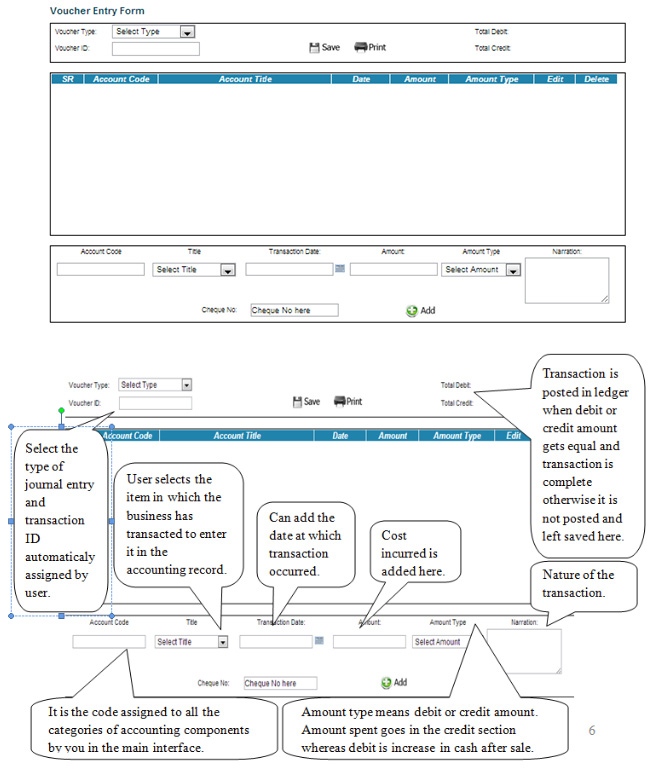 Voucher Entry Form
Voucher Type: Select Type Total Debit:
Voucher ID: Save Print Total Credit:
SR Account Code Account Title Date Amount Amount Type Edit Delete
Account Code Title Transaction Date: Amount: Amount Type Narration:
Select Title Select Amount
Cheque No: Cheque No here Add
Voucher Type: Select Type Total Debit:
Voucher ID: Save Print Total Credit:
Transaction is
posted in ledger
when debit or
credit amount
gets equal and
transaction is
complete
otherwise it is
not posted and
left saved here.
Account Code Account Title Date Amount Amount Type Edit
Select the
type of
journal entry
and
transaction
ID
automaticaly
assigned by
user.
User selects the
item in which the
business has
transacted to enter
it in the
accounting record.
Can add the
date at which
transaction
occurred.
Cost
incurred is
added here.
Nature of the
transaction.
Account Code Title Transaction Date: Amount: Amount Type Narration:
Select Title Select Amount
Cheque No: Cheque No here Add
It is the code assigned to all the
categories of accounting components
by you in the main interface.
Amount type means debit or credit amount.
Amount spent goes in the credit section
whereas debit is increase in cash after sale.
6